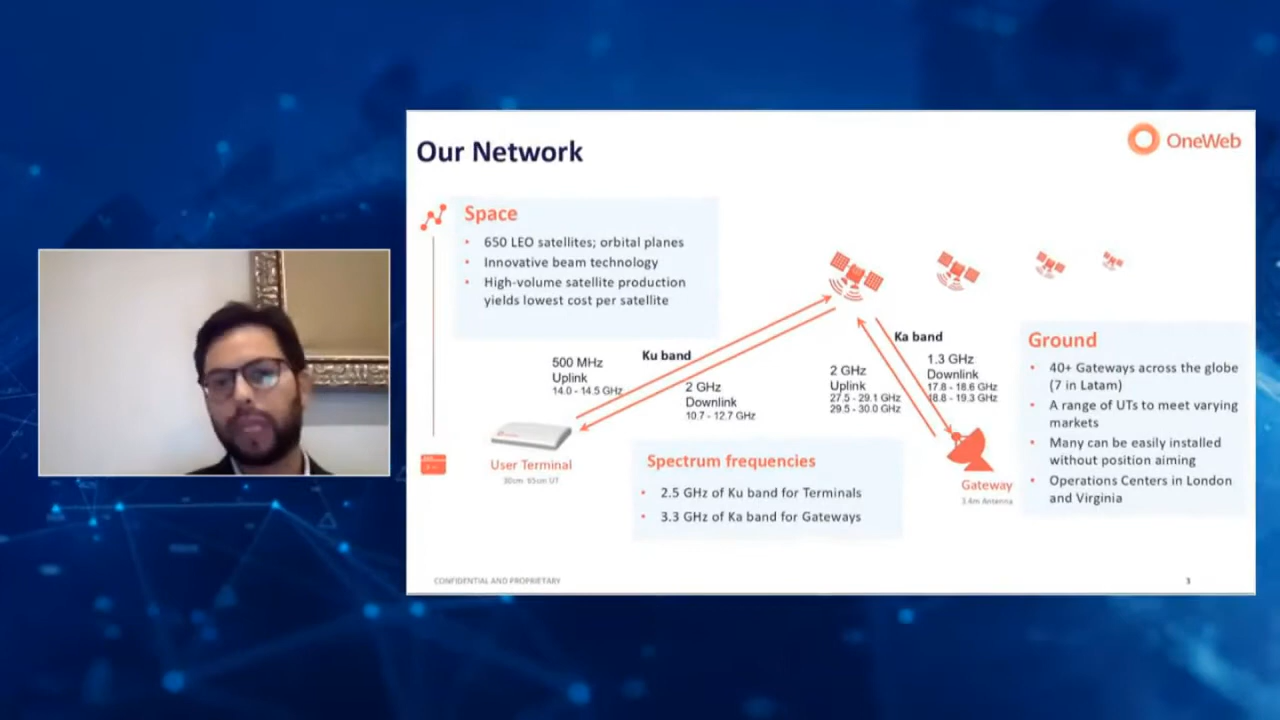 Our Network
OneWeb
Space
• 650 LEO satellites; orbital planes
• Innovative beam technology
• High-volume satellite production
yields lowest cost per satellite
Ku band
500 MHz
Uplink
14.0 - 14.5 GHz
2 GHz
Downlink
10.7 - 12.7 GHz
Ka band
2 GHz
Uplink
27.5 - 29.1 GHz
29.5 - 30.0 GHz
1.3 GHz
Downlink
17.8 - 18.6 GHz
18.8 - 19.3 GHz
User Terminal
Gateway
3.4m Antenna
Spectrum frequencies
• 2.5 GHz of Ku band for Terminals
• 3.3 GHz of Ka band for Gateways
Ground
• 40+ Gateways across the globe
(7 in Latam)
• A range of UTs to meet varying
markets
• Many can be easily installed
without position aiming
• Operations Centers in London
and Virginia
CONFIDENTIAL AND PROPRIETARY
3